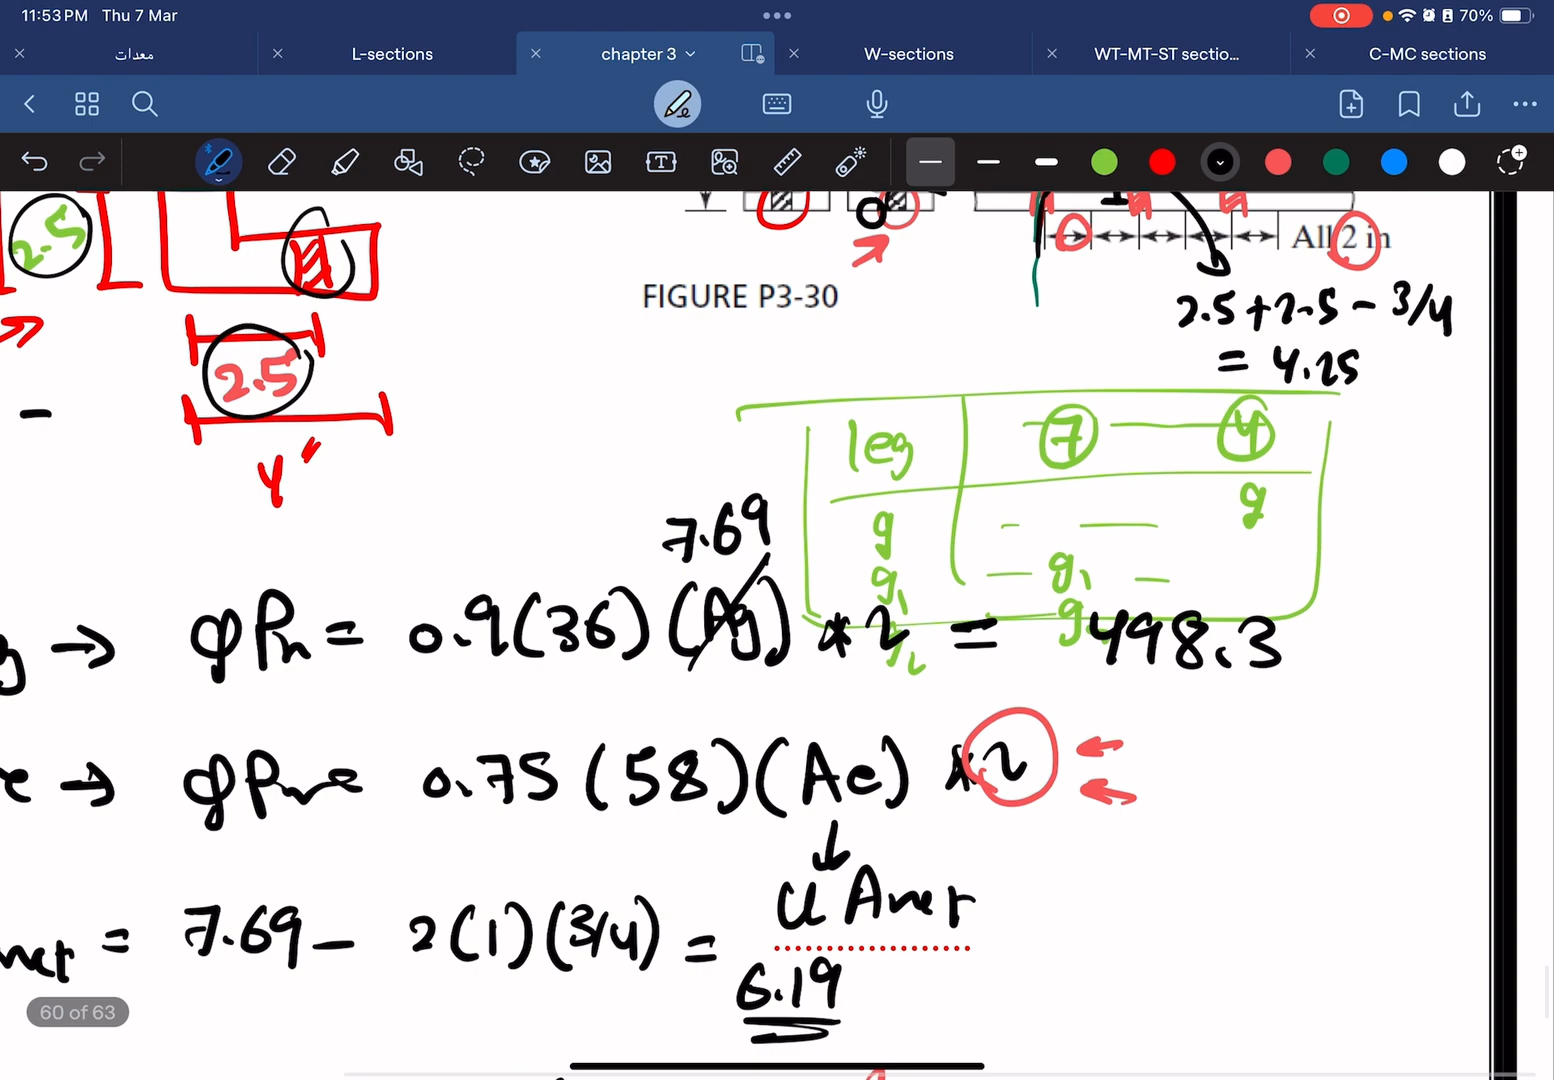 11:53 PM Thu 7 Mar
70%
معدات
L-sections
chapter 3
W-sections
WT-MT-ST sectio...
C-MC sections
2.5
All 2 in
FIGURE P3-30
2.5 + 2.5 - 3/4
= 4.25
2.5
-
4"
leg 7 4
g g
g₁ g₁
g₂
7.69
g → φPn = 0.9(36)(Ag) * 2 = 498.3
e → φPn = 0.75 (58)(Ae) * 2
↓
U Anet
net = 7.69 - 2(1)(3/4) =
6.19
60 of 63